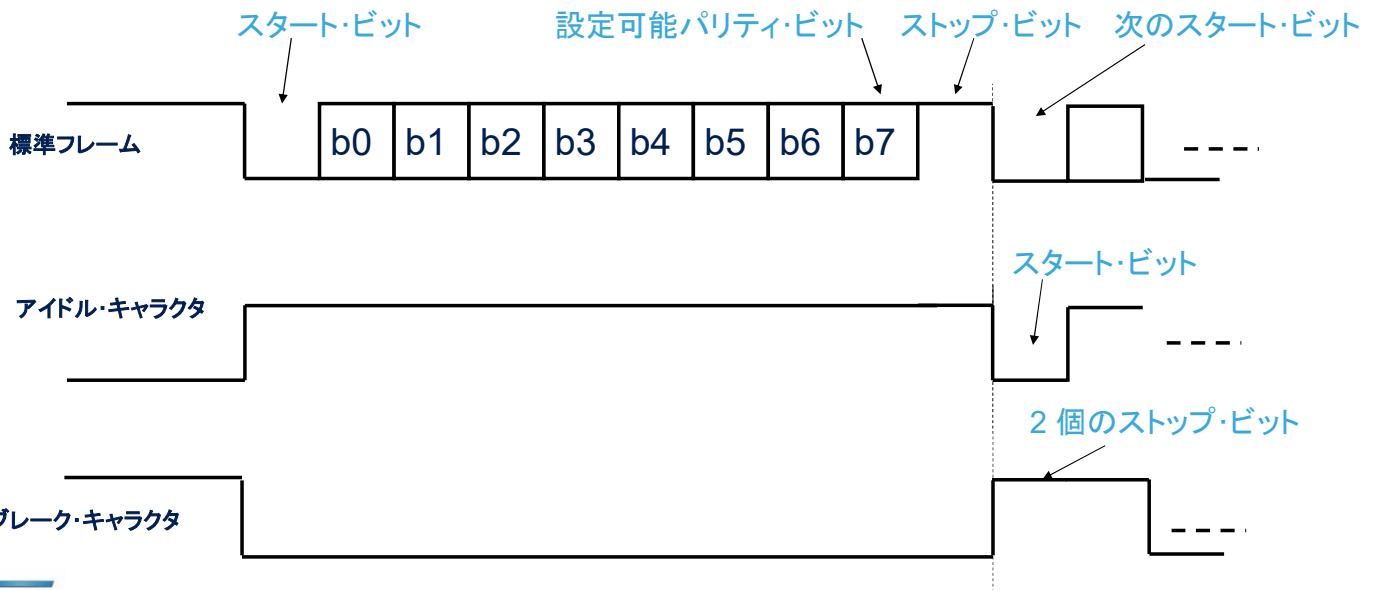 スタート・ビット 設定可能パリティ・ビット ストップ・ビット 次のスタート・ビット
標準フレーム b0 b1 b2 b3 b4 b5 b6 b7
スタート・ビット
アイドル・キャラクタ
2 個のストップ・ビット
ブレーク・キャラクタ